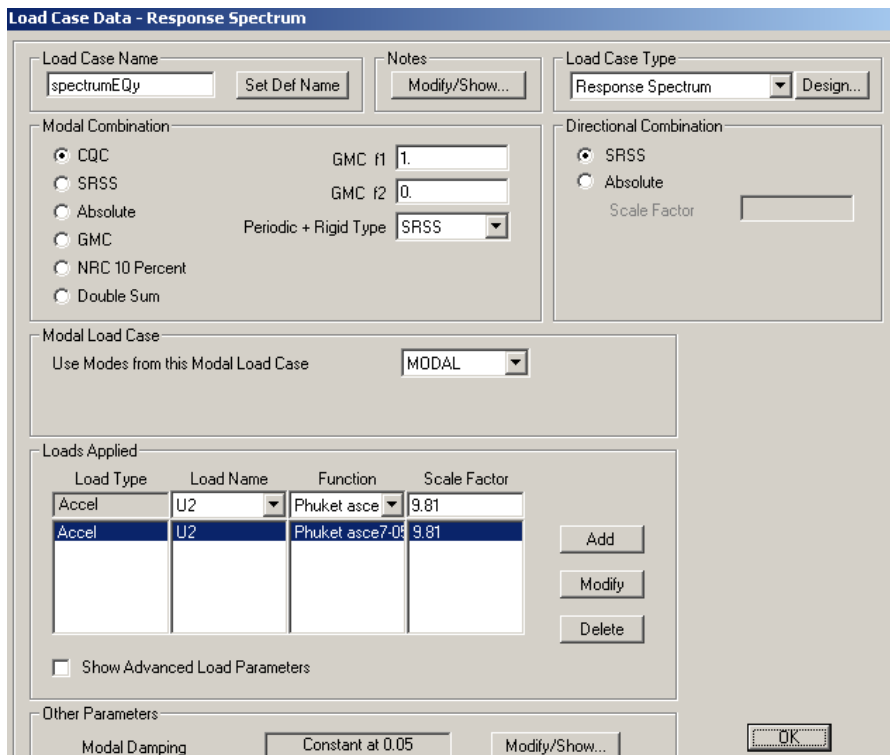 Load Case Data - Response Spectrum
Load Case Name
spectrumEQy
Set Def Name
Notes
Modify/Show...
Load Case Type
Response Spectrum
Design...
Modal Combination
CQC
SRSS
Absolute
GMC
NRC 10 Percent
Double Sum
GMC f1 1.
GMC f2 0.
Periodic + Rigid Type SRSS
Directional Combination
SRSS
Absolute
Scale Factor
Modal Load Case
Use Modes from this Modal Load Case MODAL
Loads Applied
Load Type Load Name Function Scale Factor
Accel U2 Phuket asce 9.81
Accel U2 Phuket asce7-05 9.81
Add
Modify
Delete
Show Advanced Load Parameters
Other Parameters
Modal Damping Constant at 0.05 Modify/Show...
OK